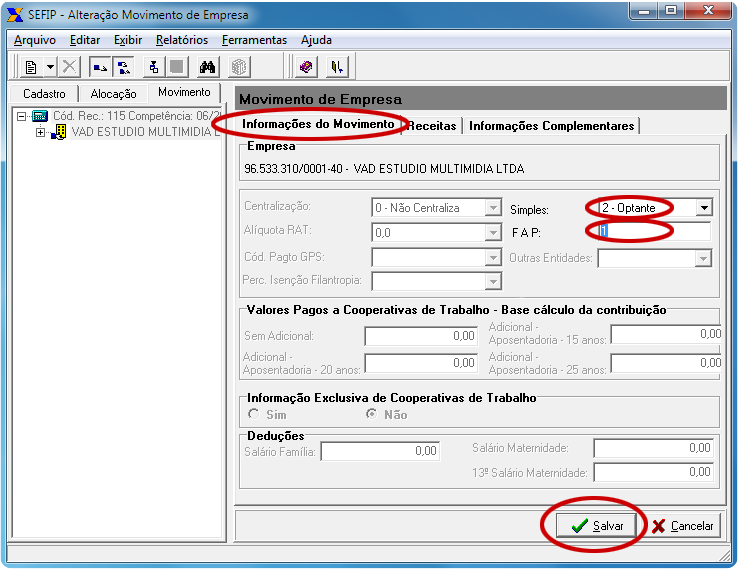 SEFIP - Alteração Movimento de Empresa
Arquivo Editar Exibir Relatórios Ferramentas Ajuda
Cadastro Alocação Movimento
Cód. Rec.: 115 Competência: 06/2
VAD ESTUDIO MULTIMIDIA L
Movimento de Empresa
Informações do Movimento Receitas Informações Complementares
Empresa
96.533.310/0001-40 - VAD ESTUDIO MULTIMIDIA LTDA
Centralização: 0 - Não Centraliza Simples: 2 - Optante
Alíquota RAT: 0,0 F A P: 1
Cód. Pagto GPS: Outras Entidades:
Perc. Isenção Filantropia:
Valores Pagos a Cooperativas de Trabalho - Base cálculo da contribuição
Sem Adicional: 0,00 Adicional - Aposentadoria - 15 anos: 0,00
Adicional - Aposentadoria - 20 anos: 0,00 Adicional - Aposentadoria - 25 anos: 0,00
Informação Exclusiva de Cooperativas de Trabalho
Sim Não
Deduções
Salário Família: 0,00 Salário Maternidade: 0,00
13º Salário Maternidade: 0,00
Salvar Cancelar